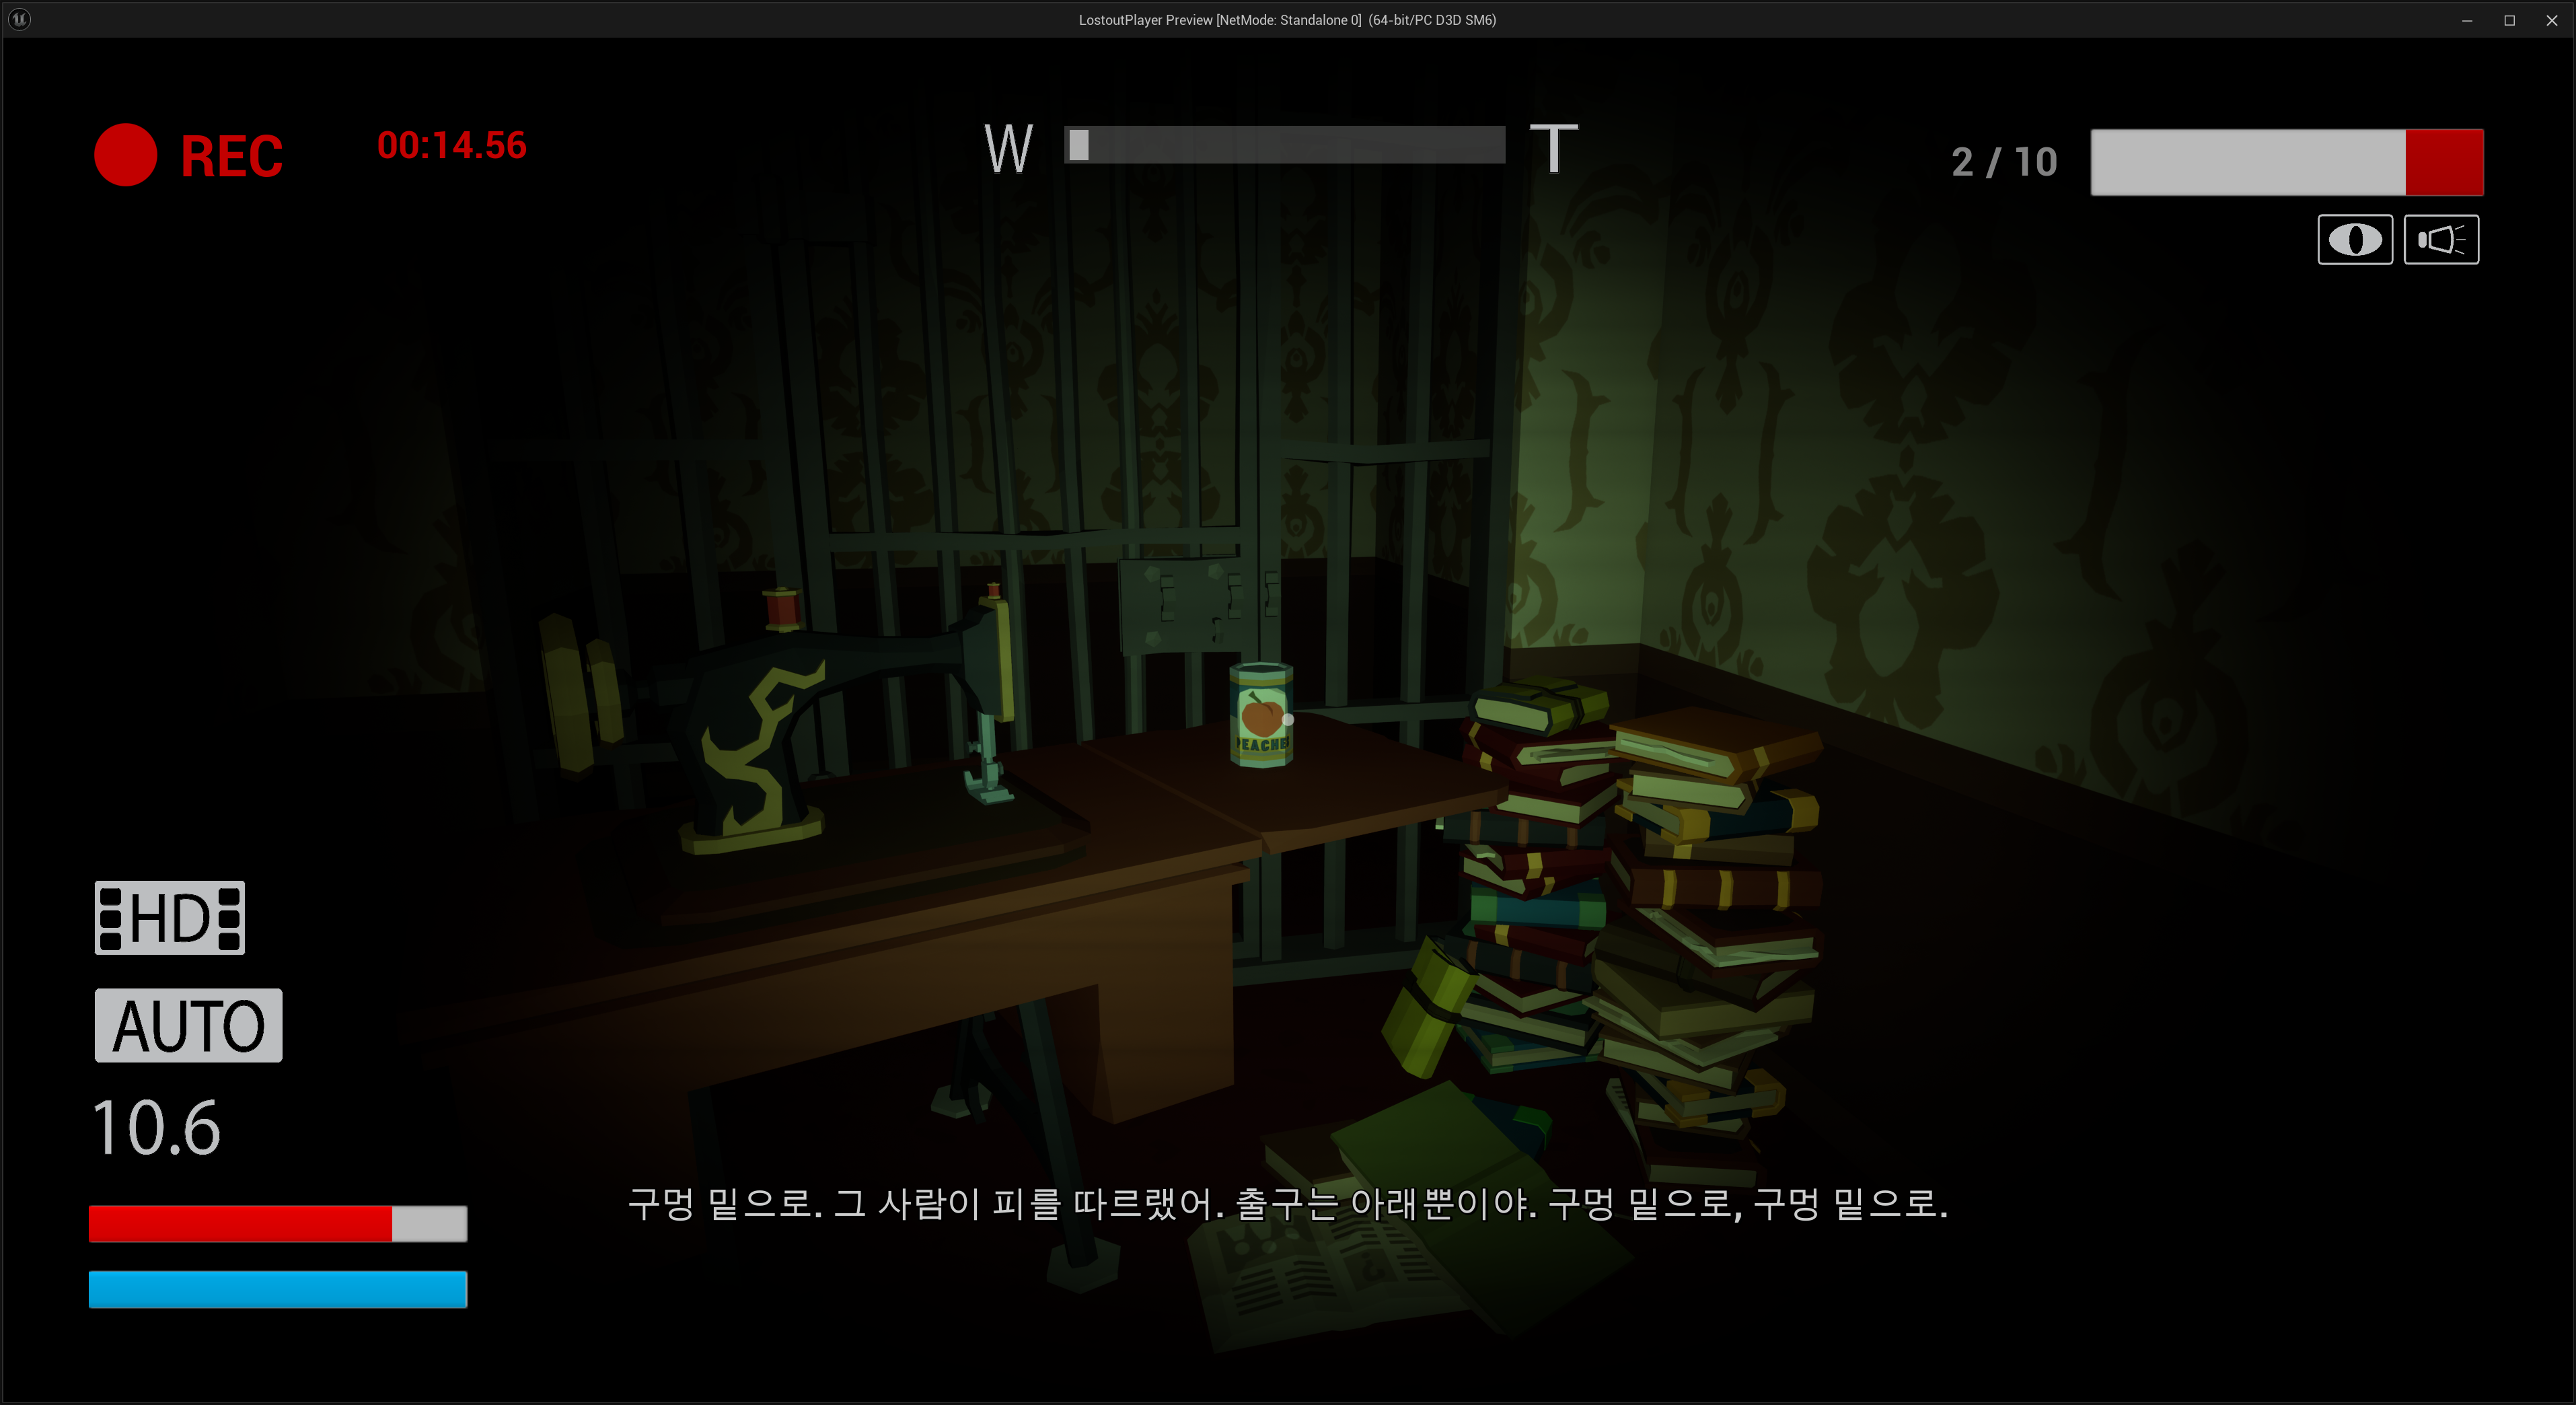 LostoutPlayer Preview [NetMode: Standalone 0] (64-bit/PC D3D SM6)
REC 00:14.56 W T 2 / 10
PEACHES
HD
AUTO
10.6
구멍 밑으로. 그 사람이 피를 따르랬어. 출구는 아래뿐이야. 구멍 밑으로, 구멍 밑으로.